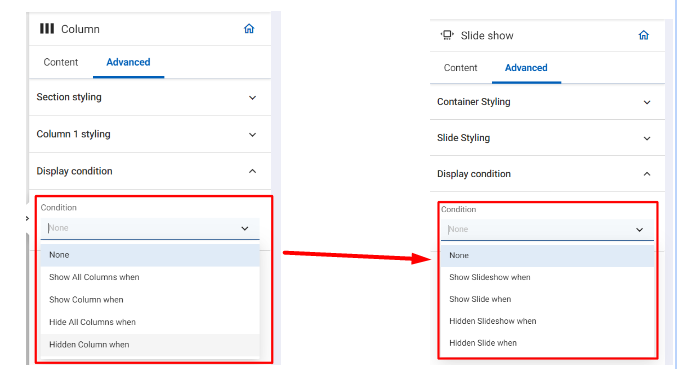 Column
Content Advanced
Section styling
Column 1 styling
Display condition
Condition
None
None
Show All Columns when
Show Column when
Hide All Columns when
Hidden Column when
Slide show
Content Advanced
Container Styling
Slide Styling
Display condition
Condition
None
None
Show Slideshow when
Show Slide when
Hidden Slideshow when
Hidden Slide when